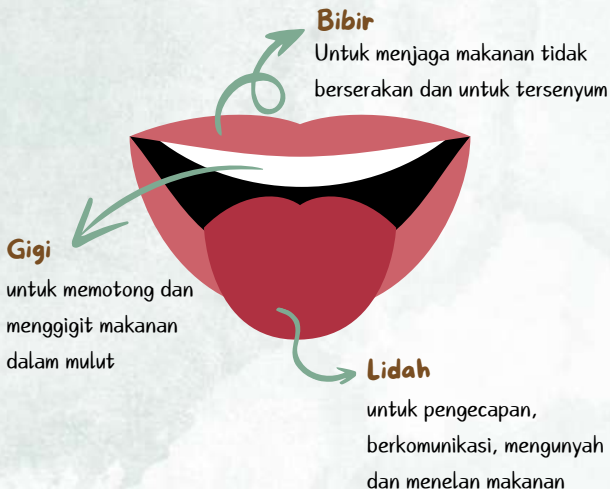 Bibir
Untuk menjaga makanan tidak
berserakan dan untuk tersenyum
Gigi
untuk memotong dan
menggigit makanan
dalam mulut
Lidah
untuk pengecapan,
berkomunikasi, mengunyah
dan menelan makanan